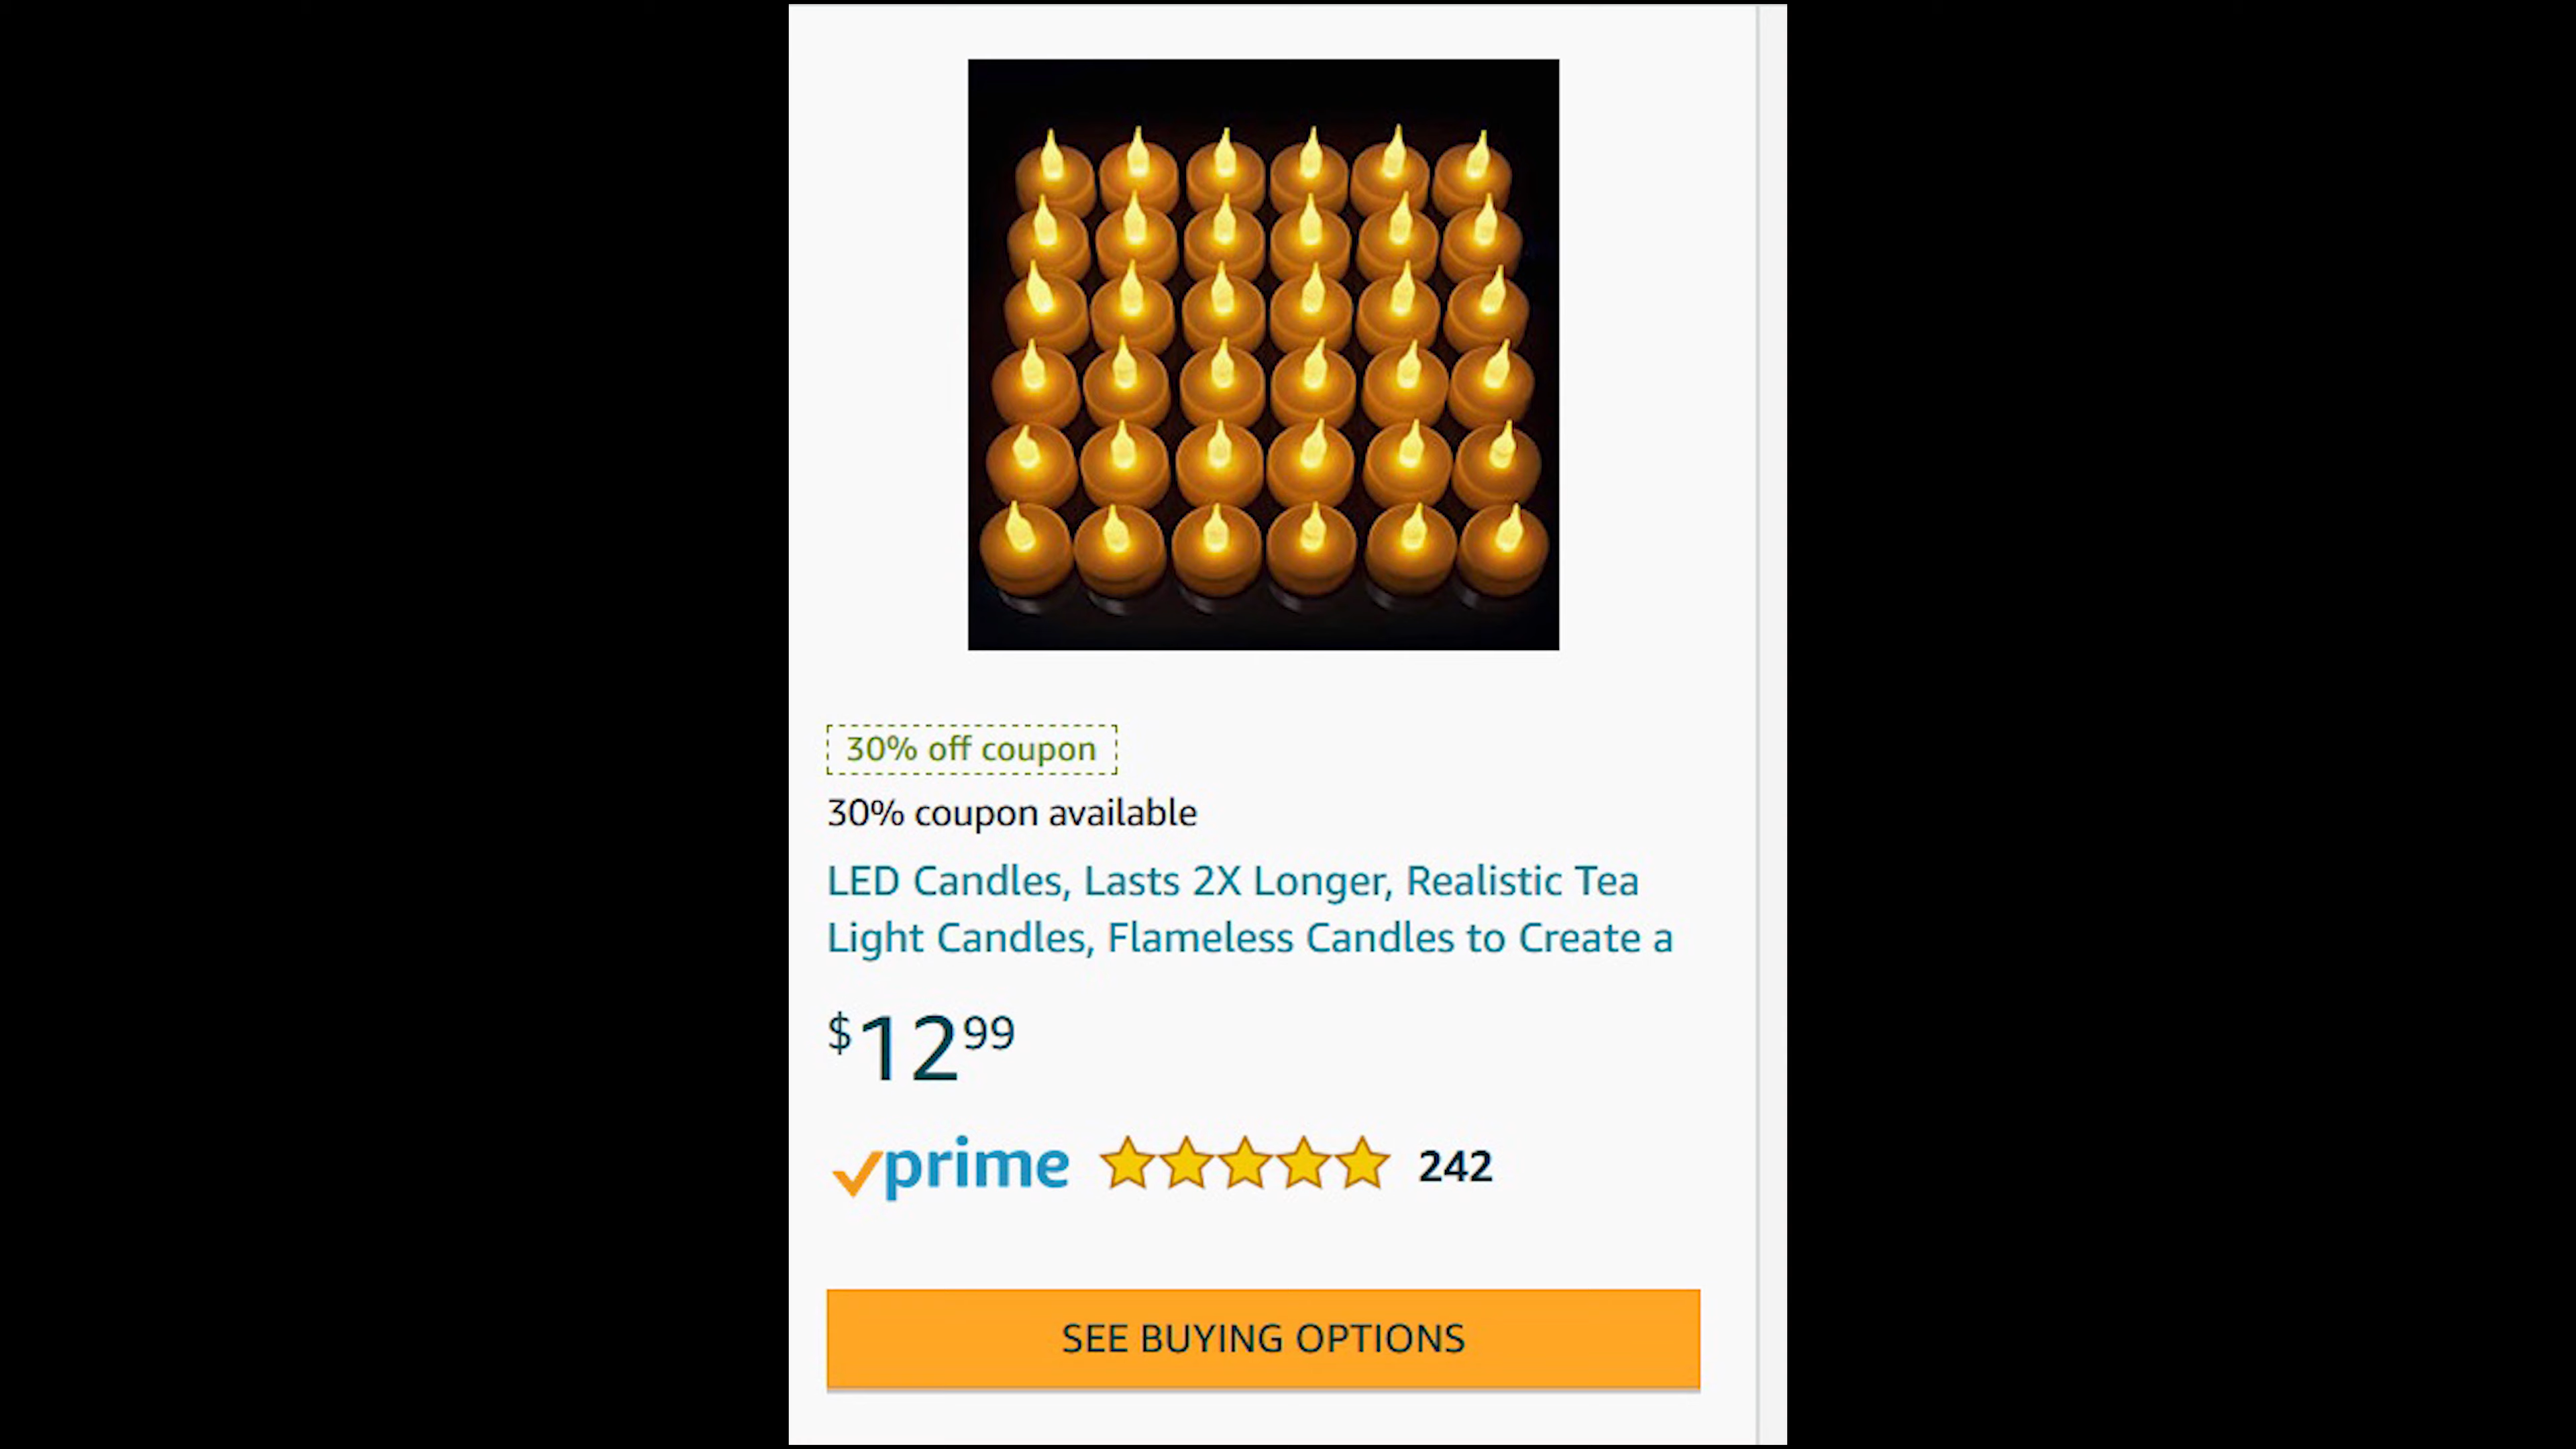 30% off coupon
30% coupon available
LED Candles, Lasts 2X Longer, Realistic Tea
Light Candles, Flameless Candles to Create a
$12 99
prime 242
SEE BUYING OPTIONS